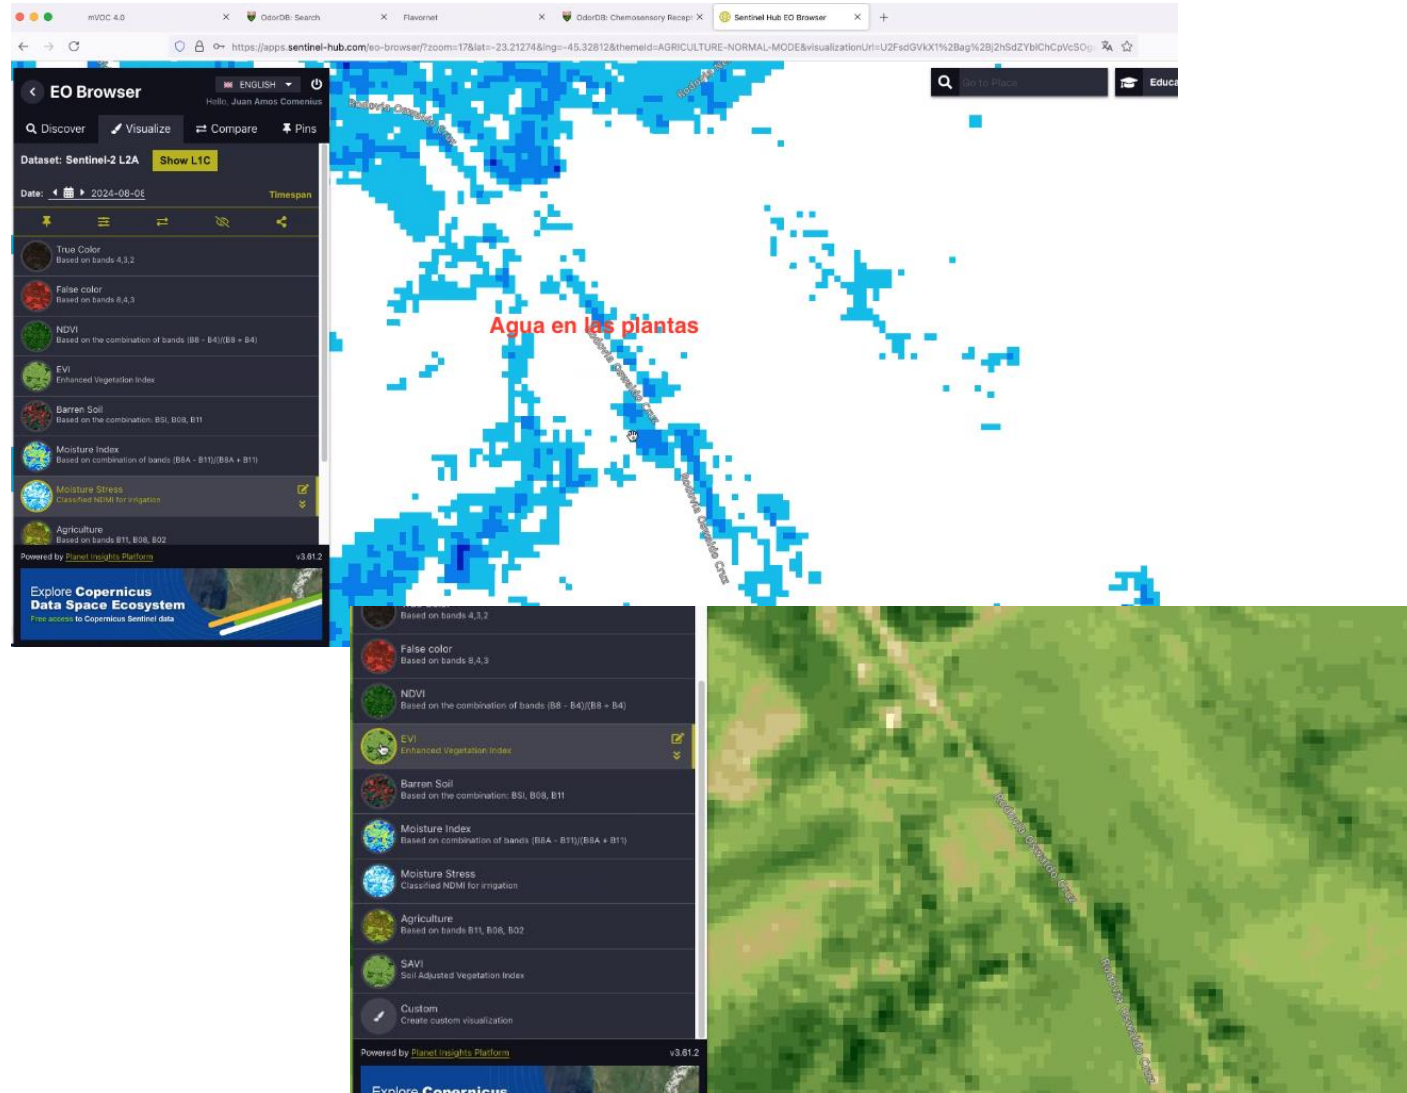 mVOC 4.0
OdorDB: Search
Flavornet
OdorDB: Chemosensory Recept
Sentinel Hub EO Browser
https://apps.sentinel-hub.com/eo-browser/?zoom=17&lat=-23.21274&lng=-45.32812&themeId=AGRICULTURE-NORMAL-MODE&visualizationUrl=
EO Browser
ENGLISH
Hello, Juan Amos Comenius
Discover
Visualize
Compare
Pins
Dataset: Sentinel-2 L2A
Show L1C
Date:
2024-08-08
Timespan
True Color
Based on bands 4,3,2
False color
Based on bands 8,4,3
NDVI
Based on the combination of bands (B8 - B4)/(B8 + B4)
EVI
Enhanced Vegetation Index
Barren Soil
Based on the combination: BSI, B08, B11
Moisture Index
Based on combination of bands (B8A - B11)/(B8A + B11)
Moisture Stress
Classified NDMI for irrigation
Agriculture
Based on bands B11, B08, B02
Powered by Planet Insights Platform
v3.61.2
Explore Copernicus
Data Space Ecosystem
Free access to Copernicus Sentinel data
Go to Place
Educa
Rodovia Oswaldo Cruz
Agua en las plantas
Rodovia Oswaldo Cruz
Rodovia Oswaldo Cruz
Based on bands 4,3,2
False color
Based on bands 8,4,3
NDVI
Based on the combination of bands (B8 - B4)/(B8 + B4)
EVI
Enhanced Vegetation Index
Barren Soil
Based on the combination: BSI, B08, B11
Moisture Index
Based on combination of bands (B8A - B11)/(B8A + B11)
Moisture Stress
Classified NDMI for irrigation
Agriculture
Based on bands B11, B08, B02
SAVI
Soil Adjusted Vegetation Index
Custom
Create custom visualization
Powered by Planet Insights Platform
v3.61.2
Explore Copernicus
Rodovia Oswaldo Cruz
Rodovia Oswaldo Cruz